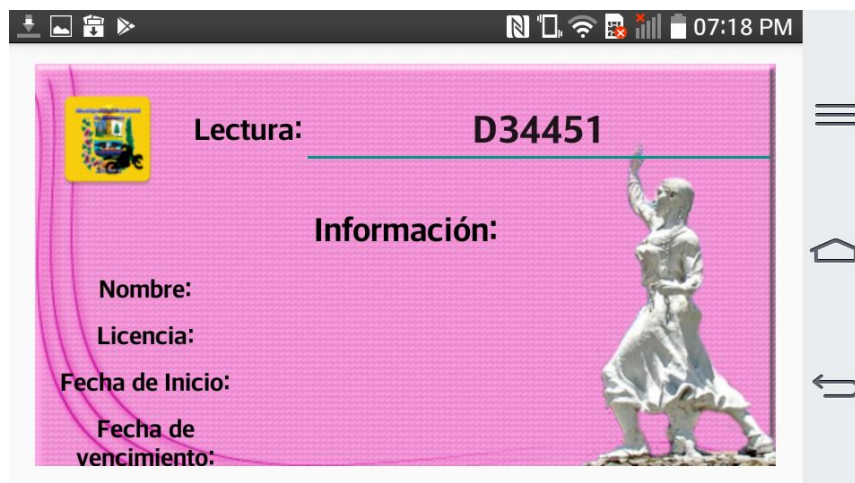 07:18 PM
Lectura: D34451
Información:
Nombre:
Licencia:
Fecha de Inicio:
Fecha de
vencimiento: